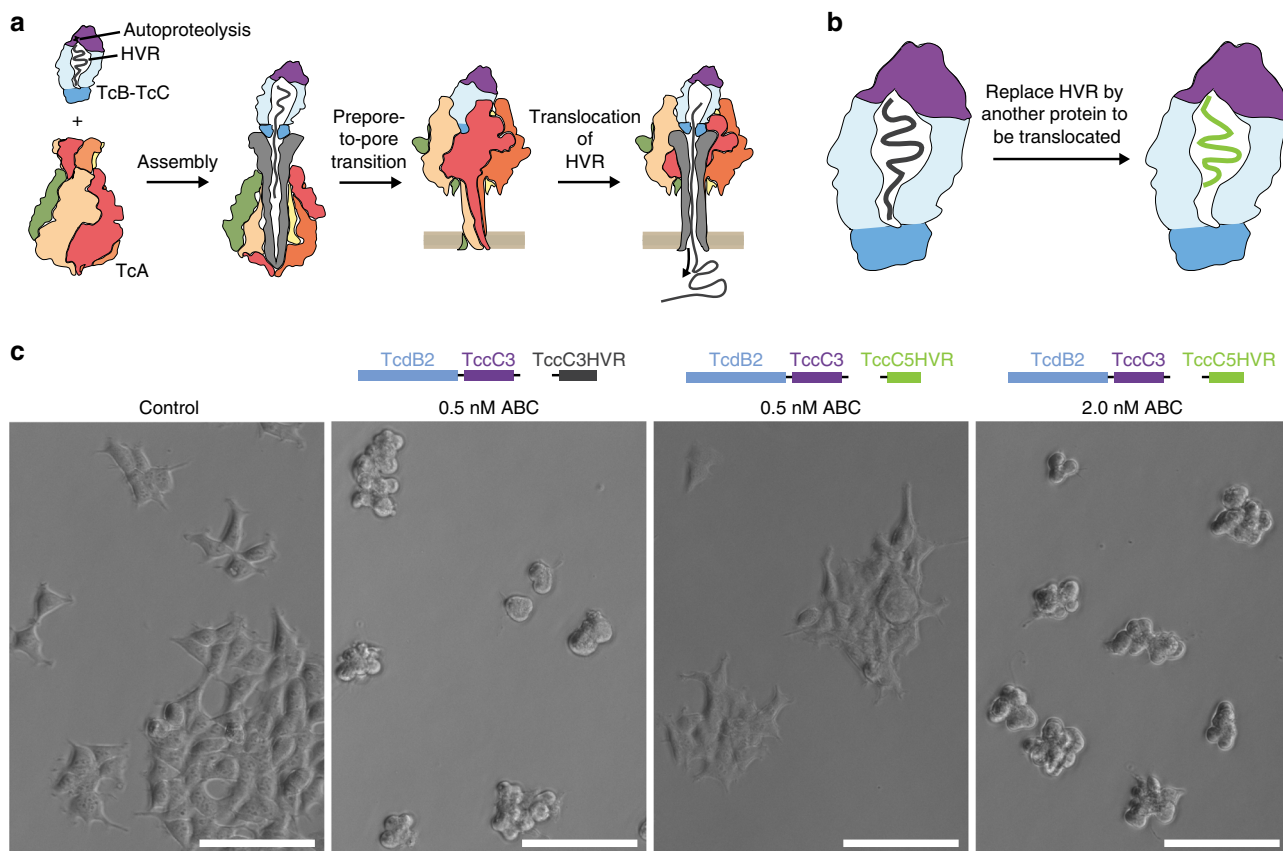 a
Autoproteolysis
HVR
TcB-TcC
+
TcA
Assembly
Prepore-
to-pore
transition
Translocation
of
HVR
b
Replace HVR by
another protein to
be translocated
c
Control
TcdB2 TccC3 TccC3HVR
0.5 nM ABC
TcdB2 TccC3 TccC5HVR
0.5 nM ABC
TcdB2 TccC3 TccC5HVR
2.0 nM ABC